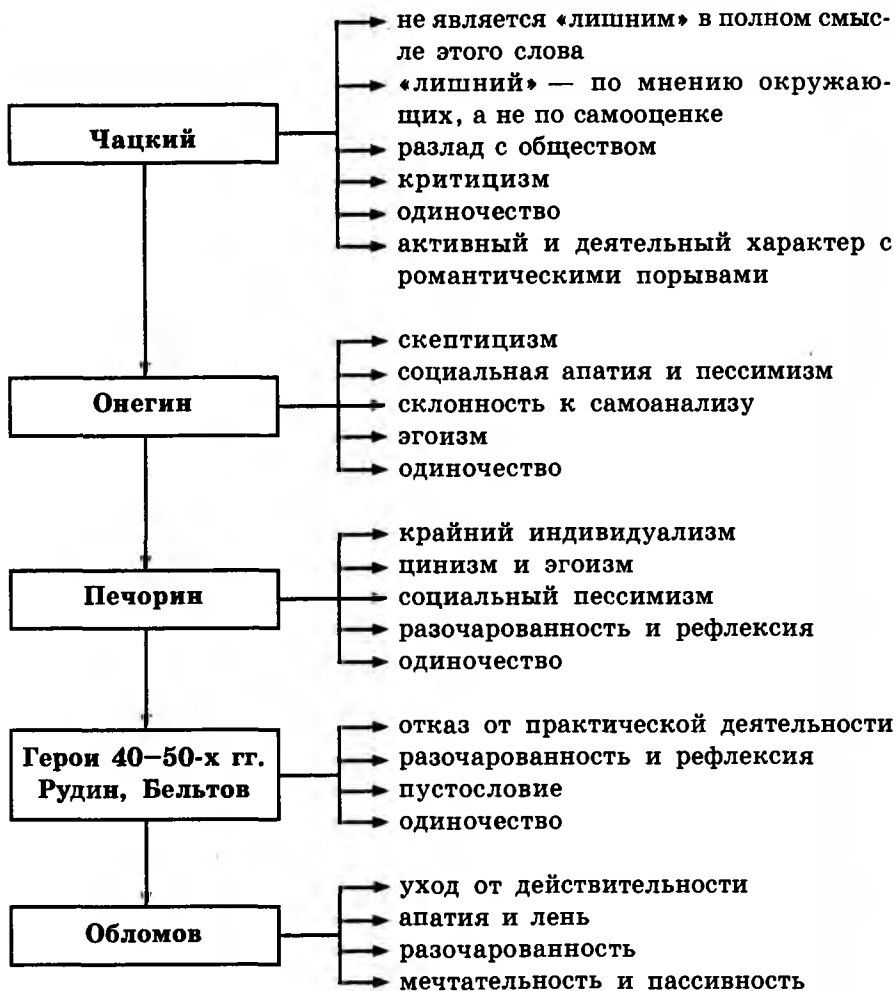 не является «лишним» в полном смыс-
ле этого слова
«лишний» — по мнению окружаю-
щих, а не по самооценке
Чацкий
разлад с обществом
критицизм
одиночество
активный и деятельный характер с
романтическими порывами
скептицизм
социальная апатия и пессимизм
Онегин
склонность к самоанализу
эгоизм
одиночество
крайний индивидуализм
цинизм и эгоизм
Печорин
социальный пессимизм
разочарованность и рефлексия
одиночество
Герои 40–50-х гг.
Рудин, Бельтов
отказ от практической деятельности
разочарованность и рефлексия
пустословие
одиночество
уход от действительности
апатия и лень
Обломов
разочарованность
мечтательность и пассивность